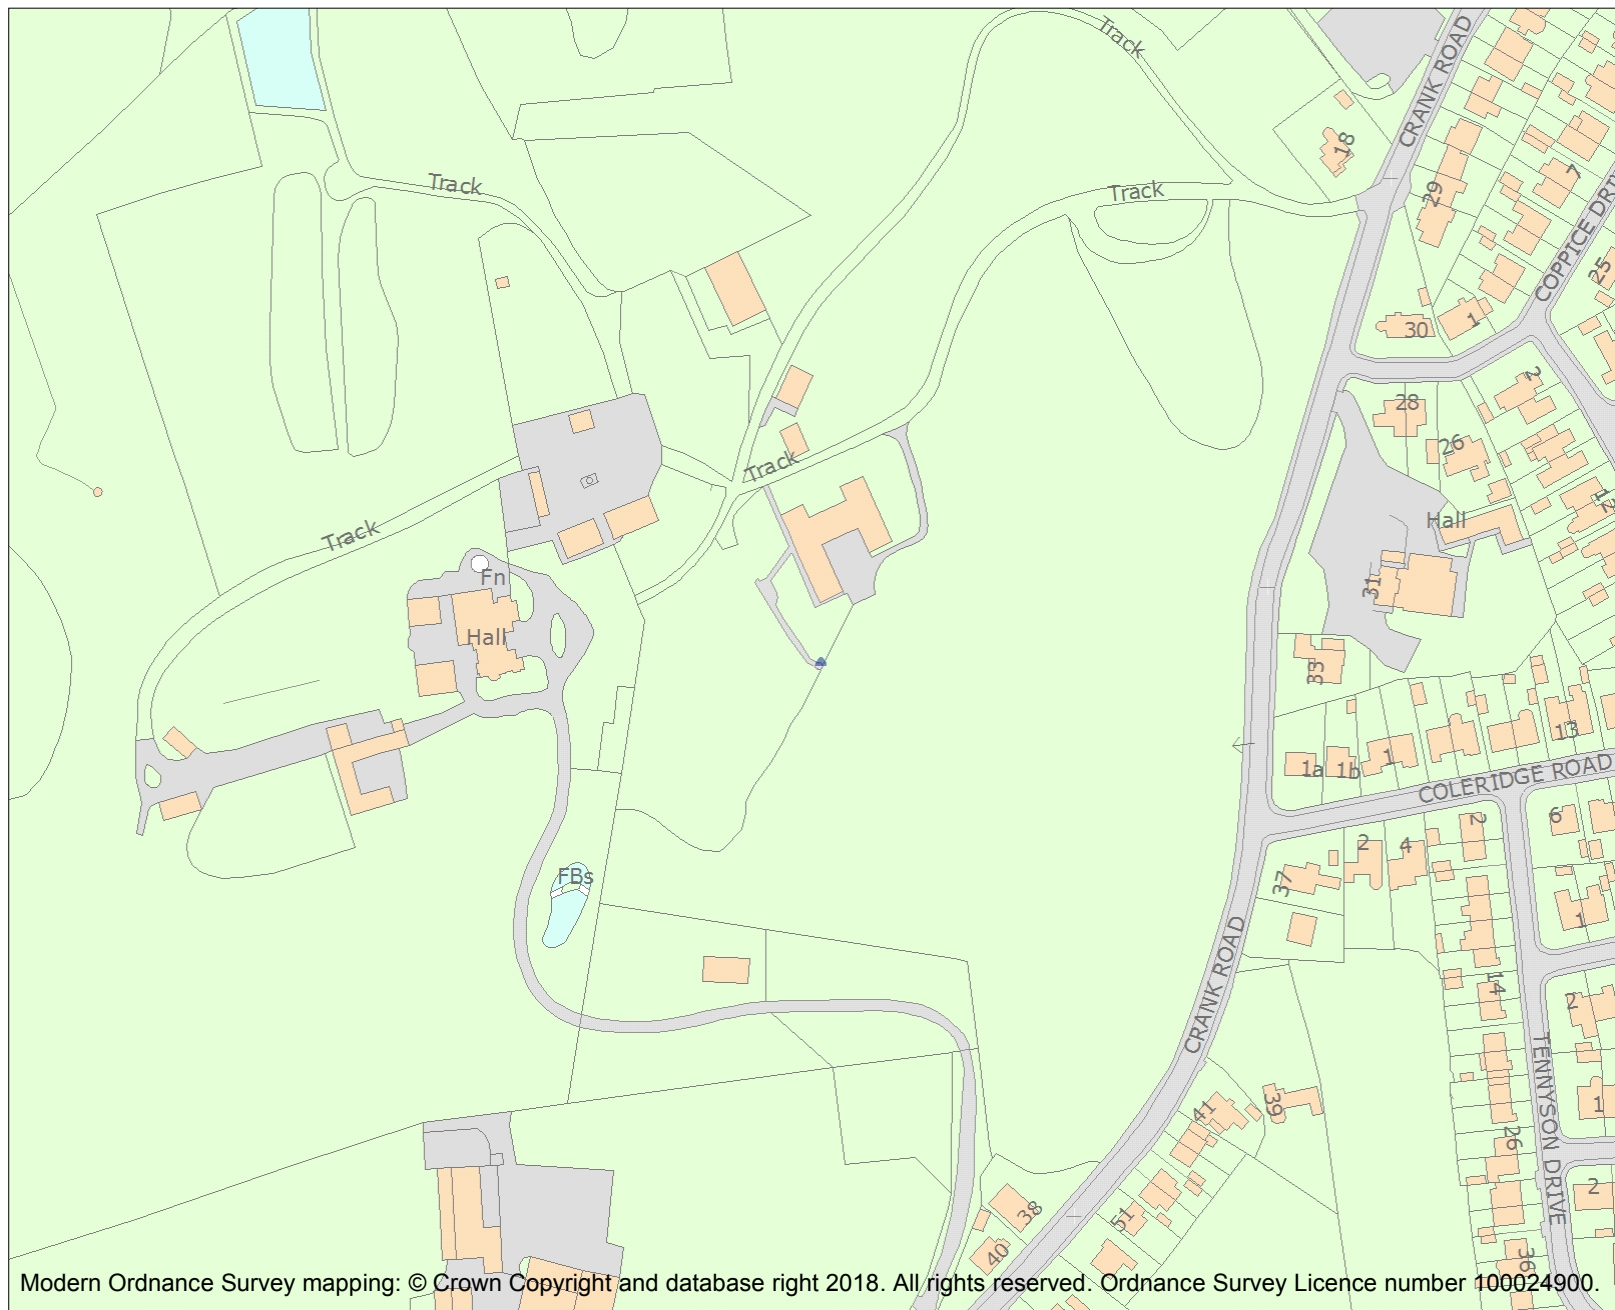 Track
CRANK ROAD
18
7
Track
Track
29
COPPICE DRI
25
30
1
2
28
26
Track
12
Track
Hall
Fn
31
Hall
33
13
1
1a
1b
COLERIDGE ROAD
2
6
2
4
FBs
37
1
CRANK ROAD
14
2
TENNYSON DRIVE
41
39
1
26
2
38
51
40
36
Modern Ordnance Survey mapping: © Crown Copyright and database right 2018. All rights reserved. Ordnance Survey Licence number 100024900.